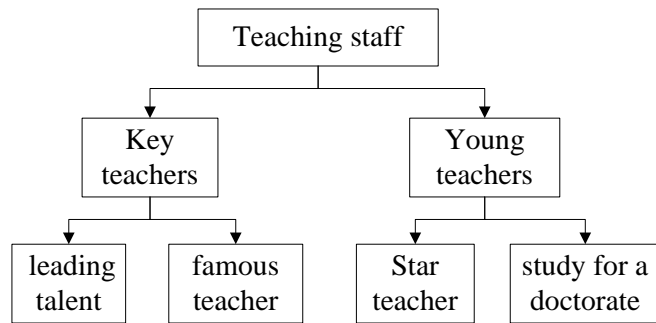 Teaching staff
Key
teachers
Young
teachers
leading
talent
famous
teacher
Star
teacher
study for a
doctorate